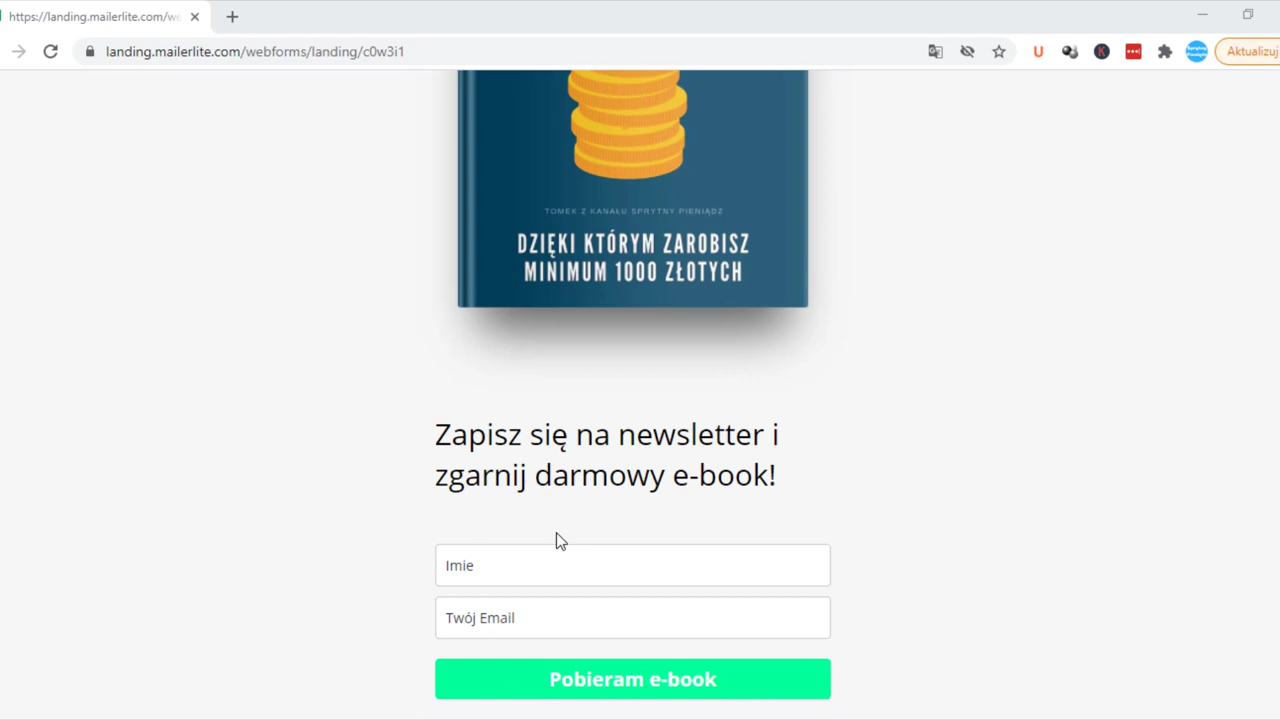 https://landing.mailerlite.com/we
landing.mailerlite.com/webforms/landing/c0w3i1
Aktualizuj
TOMEK Z KANAŁU SPRYTNY PIENIĄDZ
DZIĘKI KTÓRYM ZAROBISZ
MINIMUM 1000 ZŁOTYCH
Zapisz się na newsletter i
zgarnij darmowy e-book!
Imie
Twój Email
Pobieram e-book